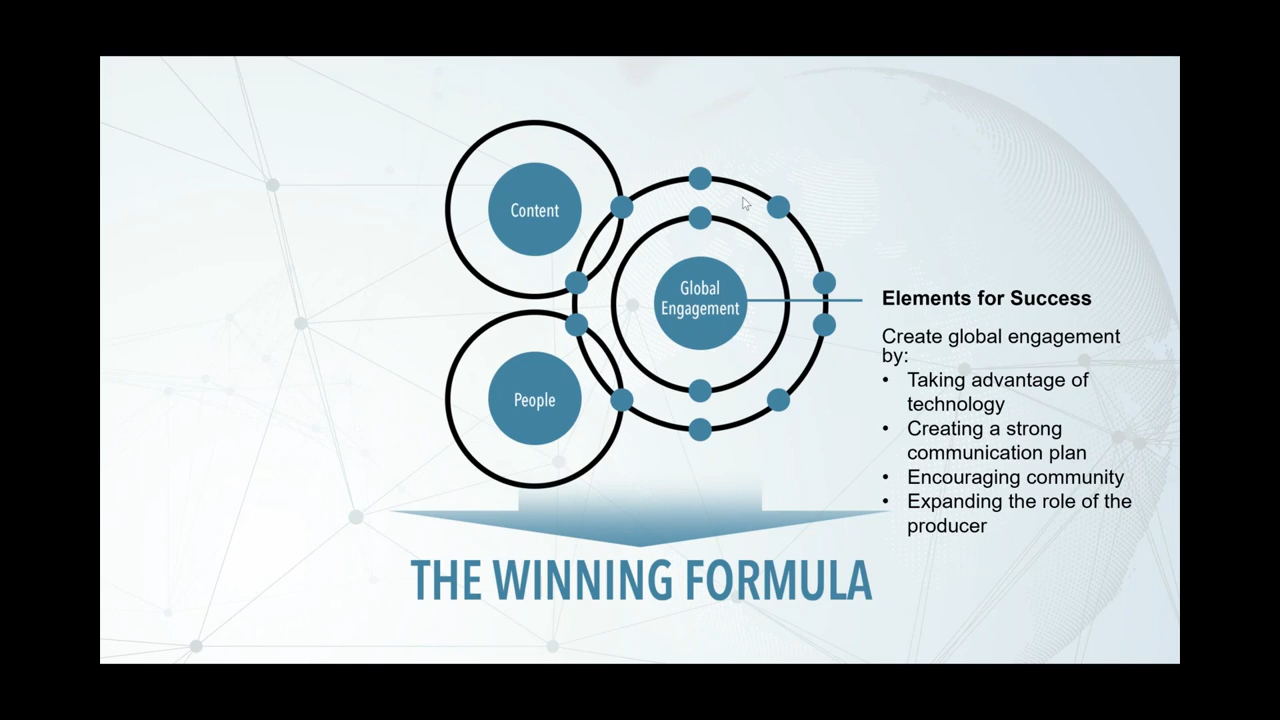 Content
Global
Engagement
People
Elements for Success
Create global engagement
by:
• Taking advantage of
technology
• Creating a strong
communication plan
• Encouraging community
• Expanding the role of the
producer
THE WINNING FORMULA